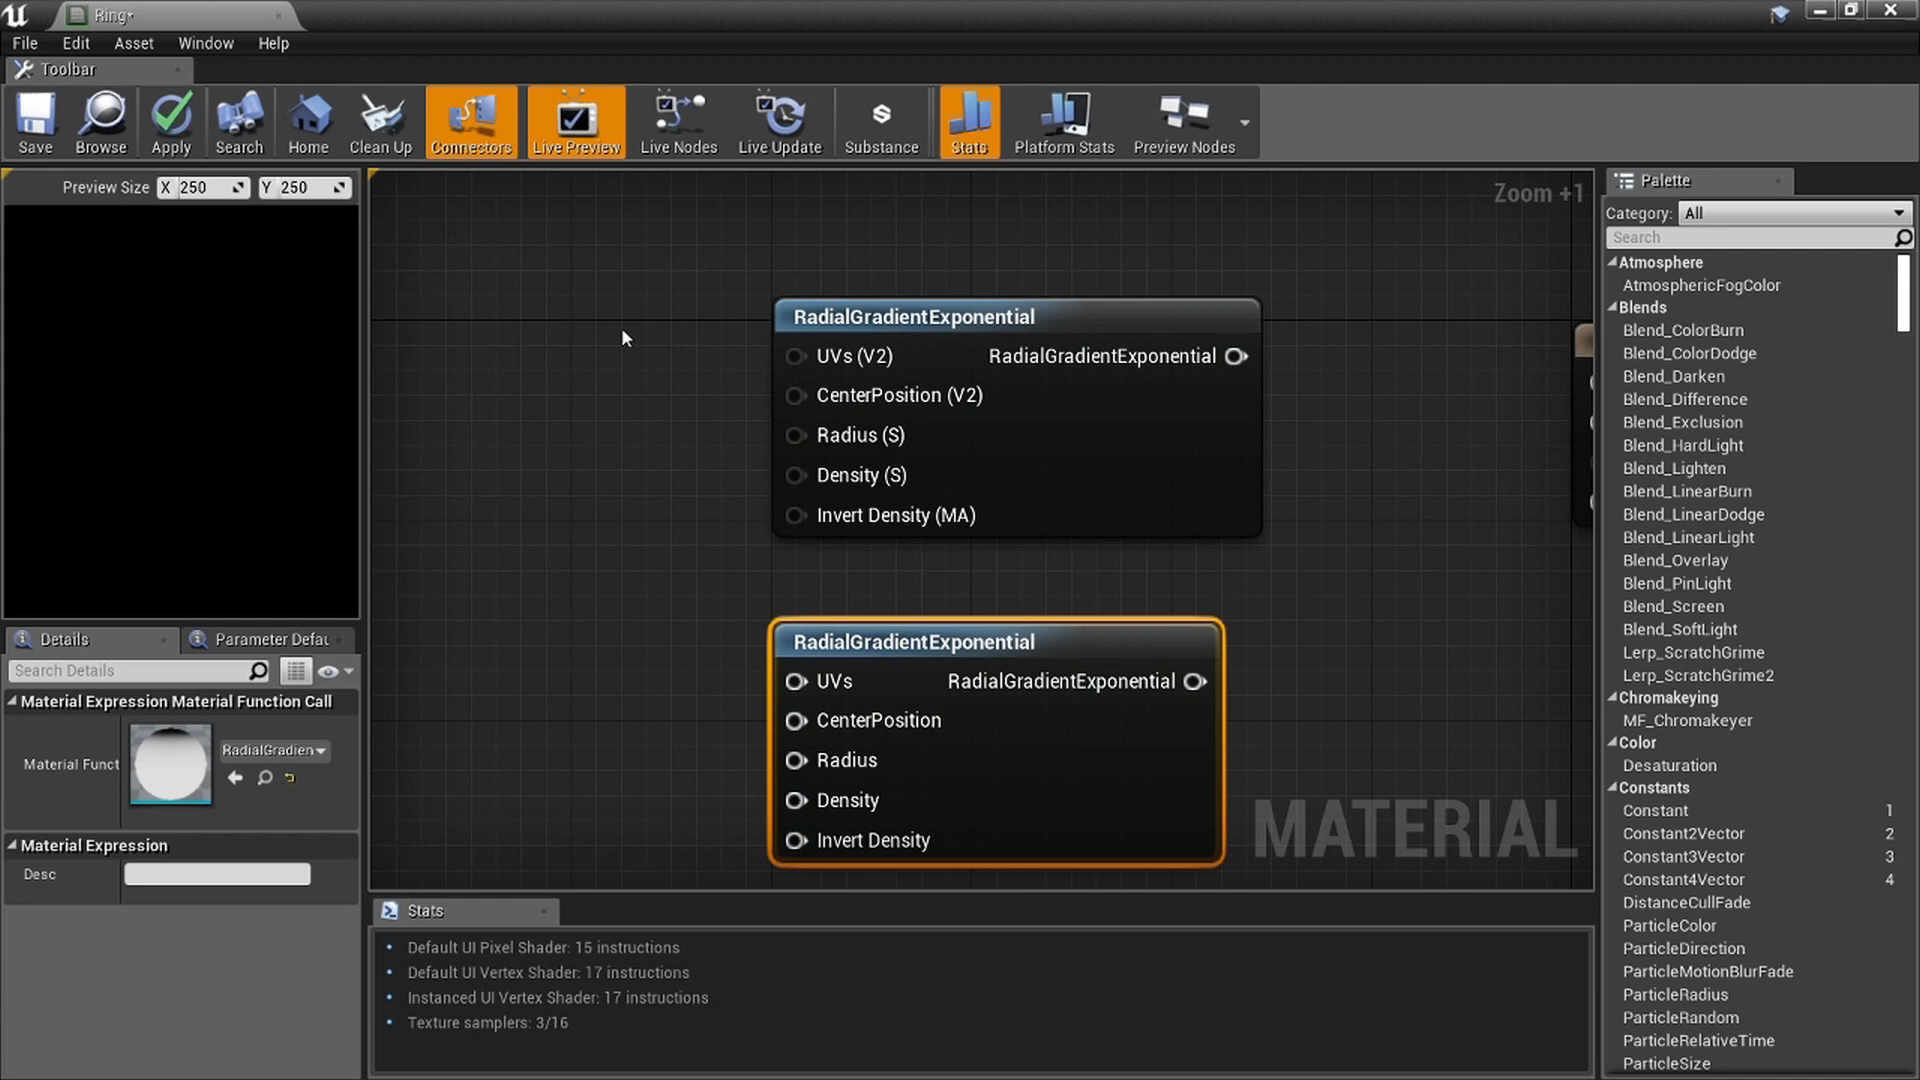 Ring*
File Edit Asset Window Help
Toolbar
Save Browse Apply Search Home Clean Up Connectors Live Preview Live Nodes Live Update Substance Stats Platform Stats Preview Nodes
Preview Size X 250 Y 250
Zoom +1
RadialGradientExponential
UVs (V2) RadialGradientExponential
CenterPosition (V2)
Radius (S)
Density (S)
Invert Density (MA)
RadialGradientExponential
UVs RadialGradientExponential
CenterPosition
Radius
Density
Invert Density
MATERIAL
Details Parameter Defau
Search Details
Material Expression Material Function Call
Material Funct RadialGradien
Material Expression
Desc
Stats
Default UI Pixel Shader: 15 instructions
Default UI Vertex Shader: 17 instructions
Instanced UI Vertex Shader: 17 instructions
Texture samplers: 3/16
Palette
Category: All
Search
Atmosphere
AtmosphericFogColor
Blends
Blend_ColorBurn
Blend_ColorDodge
Blend_Darken
Blend_Difference
Blend_Exclusion
Blend_HardLight
Blend_Lighten
Blend_LinearBurn
Blend_LinearDodge
Blend_LinearLight
Blend_Overlay
Blend_PinLight
Blend_Screen
Blend_SoftLight
Lerp_ScratchGrime
Lerp_ScratchGrime2
Chromakeying
MF_Chromakeyer
Color
Desaturation
Constants
Constant 1
Constant2Vector 2
Constant3Vector 3
Constant4Vector 4
DistanceCullFade
ParticleColor
ParticleDirection
ParticleMotionBlurFade
ParticleRadius
ParticleRandom
ParticleRelativeTime
ParticleSize